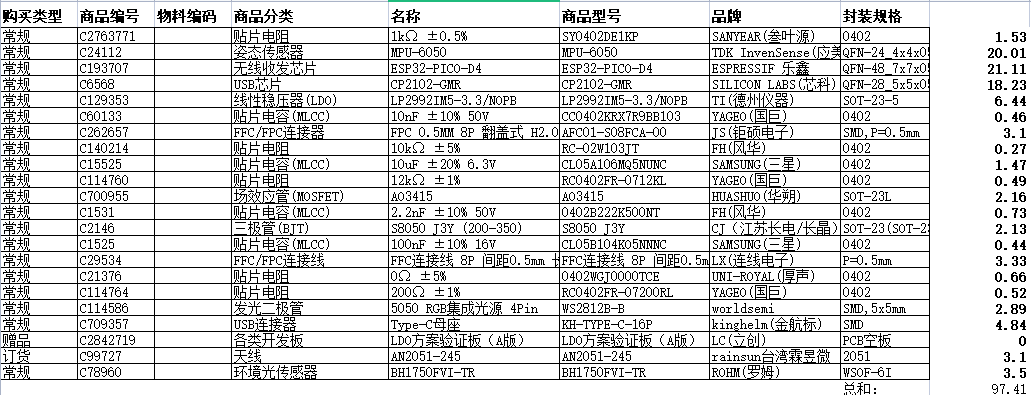 购买类型 商品编号 物料编码 商品分类 名称 商品型号 品牌 封装规格
常规 C2763771 贴片电阻 1kΩ ±0.5% SY0402DE1KP SANYEAR(叁叶源) 0402 1.53
常规 C24112 姿态传感器 MPU-6050 MPU-6050 TDK InvenSense(应美 QFN-24_4x4x05 20.01
常规 C193707 无线收发芯片 ESP32-PICO-D4 ESP32-PICO-D4 ESPRESSIF 乐鑫 QFN-48_7x7x05 21.11
常规 C6568 USB芯片 CP2102-GMR CP2102-GMR SILICON LABS(芯科) QFN-28_5x5x05 18.23
常规 C129353 线性稳压器(LDO) LP2992IM5-3.3/NOPB LP2992IM5-3.3/NOPB TI(德州仪器) SOT-23-5 6.44
常规 C60133 贴片电容(MLCC) 10nF ±10% 50V CC0402KRX7R9BB103 YAGEO(国巨) 0402 0.46
常规 C262657 FFC/FPC连接器 FPC 0.5MM 8P 翻盖式 H2.0 AFC01-S08FCA-00 JS(钜硕电子) SMD,P=0.5mm 3.1
常规 C140214 贴片电阻 10kΩ ±5% RC-02W103JT FH(风华) 0402 0.27
常规 C15525 贴片电容(MLCC) 10uF ±20% 6.3V CL05A106MQ5NUNC SAMSUNG(三星) 0402 1.47
常规 C114760 贴片电阻 12kΩ ±1% RC0402FR-0712KL YAGEO(国巨) 0402 0.49
常规 C700955 场效应管(MOSFET) AO3415 AO3415 HUASHUO(华朔) SOT-23L 2.16
常规 C1531 贴片电容(MLCC) 2.2nF ±10% 50V 0402B222K500NT FH(风华) 0402 0.73
常规 C2146 三极管(BJT) S8050 J3Y (200-350) S8050 J3Y CJ（江苏长电/长晶） SOT-23(SOT-23 2.13
常规 C1525 贴片电容(MLCC) 100nF ±10% 16V CL05B104KO5NNNC SAMSUNG(三星) 0402 0.44
常规 C29534 FFC/FPC连接线 FFC连接线 8P 间距0.5mm FFC连接线 8P 间距0.5m LX(连线电子) P=0.5mm 3.33
常规 C21376 贴片电阻 0Ω ±5% 0402WGJ0000TCE UNI-ROYAL(厚声) 0402 0.66
常规 C114764 贴片电阻 200Ω ±1% RC0402FR-07200RL YAGEO(国巨) 0402 0.52
常规 C114586 发光二极管 5050 RGB集成光源 4Pin WS2812B-B worldsemi SMD,5x5mm 2.89
常规 C709357 USB连接器 Type-C母座 KH-TYPE-C-16P kinghelm(金航标) SMD 4.84
赠品 C2842719 各类开发板 LDO方案验证板（A版） LDO方案验证板（A版） LC(立创) PCB空板 0
订货 C99727 天线 AN2051-245 AN2051-245 rainsun台湾霖昱微 2051 3.1
常规 C78960 环境光传感器 BH1750FVI-TR BH1750FVI-TR ROHM(罗姆) WSOF-6I 3.5
总和: 97.41